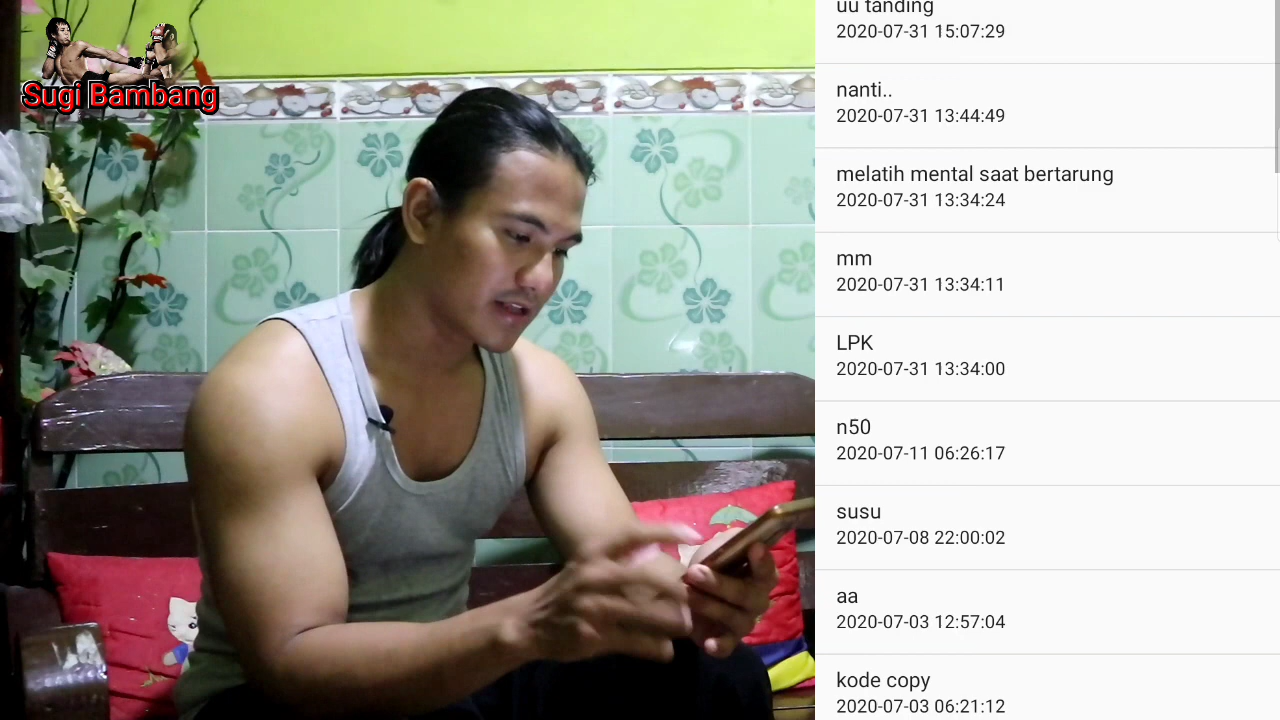 Sugi Bambang
uu tanding
2020-07-31 15:07:29
nanti..
2020-07-31 13:44:49
melatih mental saat bertarung
2020-07-31 13:34:24
mm
2020-07-31 13:34:11
LPK
2020-07-31 13:34:00
n50
2020-07-11 06:26:17
susu
2020-07-08 22:00:02
aa
2020-07-03 12:57:04
kode copy
2020-07-03 06:21:12